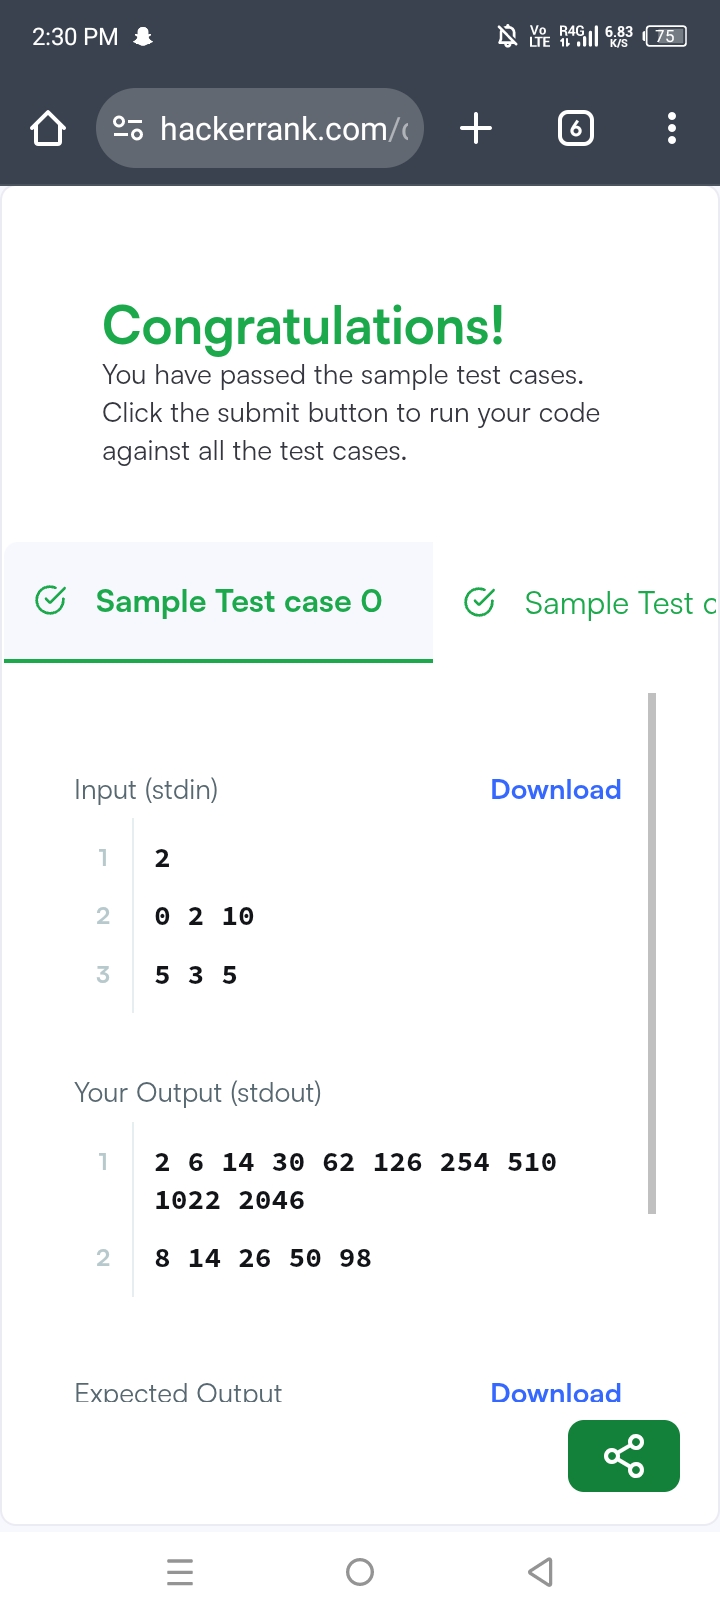 2:30 PM
Vo LTE R4G 6.83 K/S 75
hackerrank.com/
6
Congratulations!
You have passed the sample test cases.
Click the submit button to run your code
against all the test cases.
Sample Test case 0
Sample Test c
Input (stdin)
Download
1 2
2 0 2 10
3 5 3 5
Your Output (stdout)
1 2 6 14 30 62 126 254 510
1022 2046
2 8 14 26 50 98
Expected Output
Download